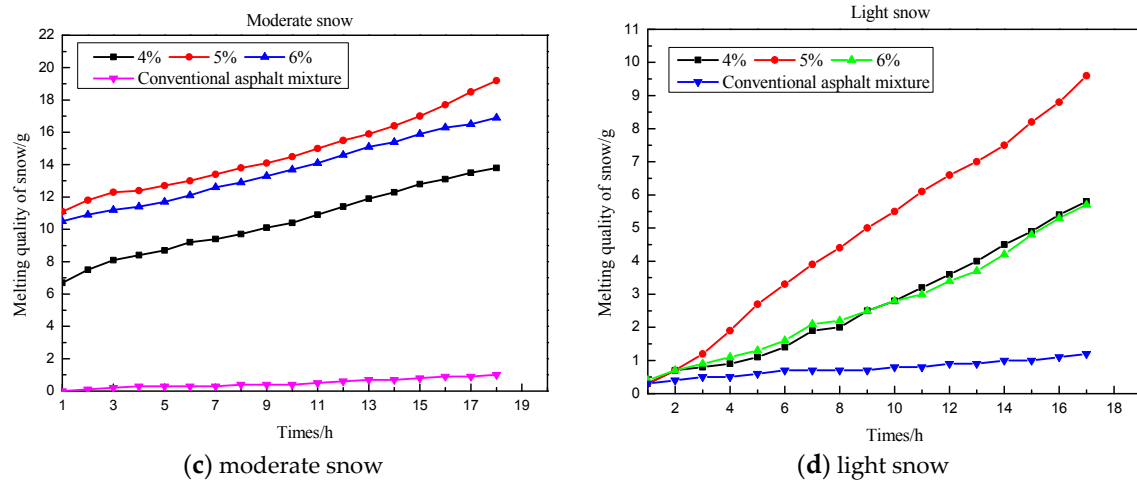 Moderate snow
4% 5% 6%
Conventional asphalt mixture
Melting quality of snow/g
22
20
18
16
14
12
10
8
6
4
2
0
1 3 5 7 9 11 13 15 17 19
Times/h
(c) moderate snow
Light snow
4% 5% 6%
Conventional asphalt mixture
Melting quality of snow/g
11
10
9
8
7
6
5
4
3
2
1
0
2 4 6 8 10 12 14 16 18
Times/h
(d) light snow